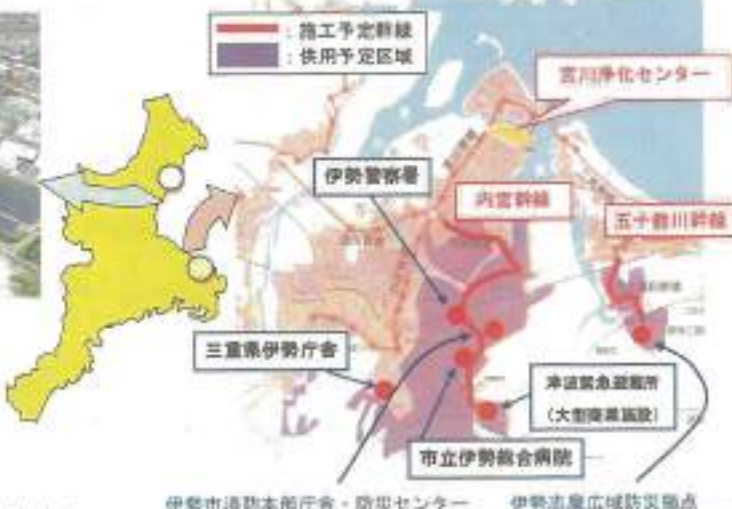 : 施工予定幹線
: 供用予定区域
宮川浄化センター
伊勢警察署
内宮幹線
五十鈴川幹線
三重県伊勢庁舎
津波緊急避難所
(大型商業施設)
市立伊勢総合病院
伊勢市消防本部庁舎・防災センター
伊勢志摩広域防災拠点